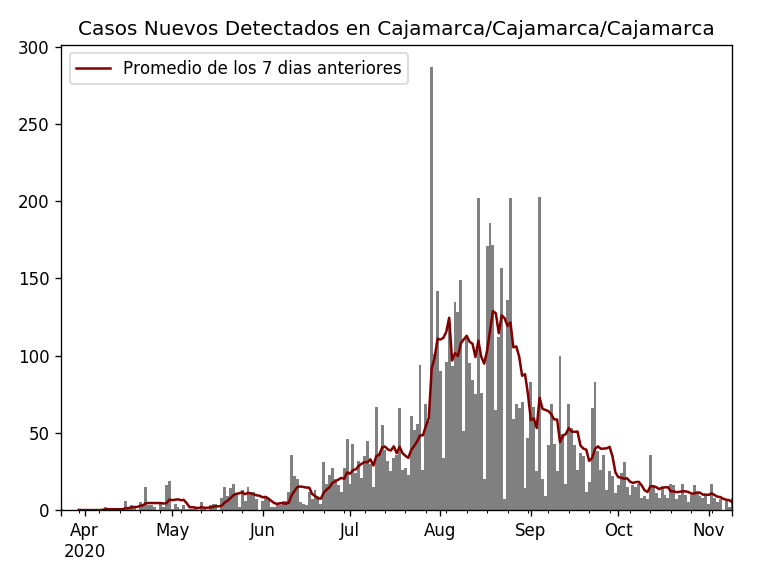 Casos Nuevos Detectados en Cajamarca/Cajamarca/Cajamarca
Promedio de los 7 dias anteriores
300
250
200
150
100
50
0
Apr May Jun Jul Aug Sep Oct Nov
2020